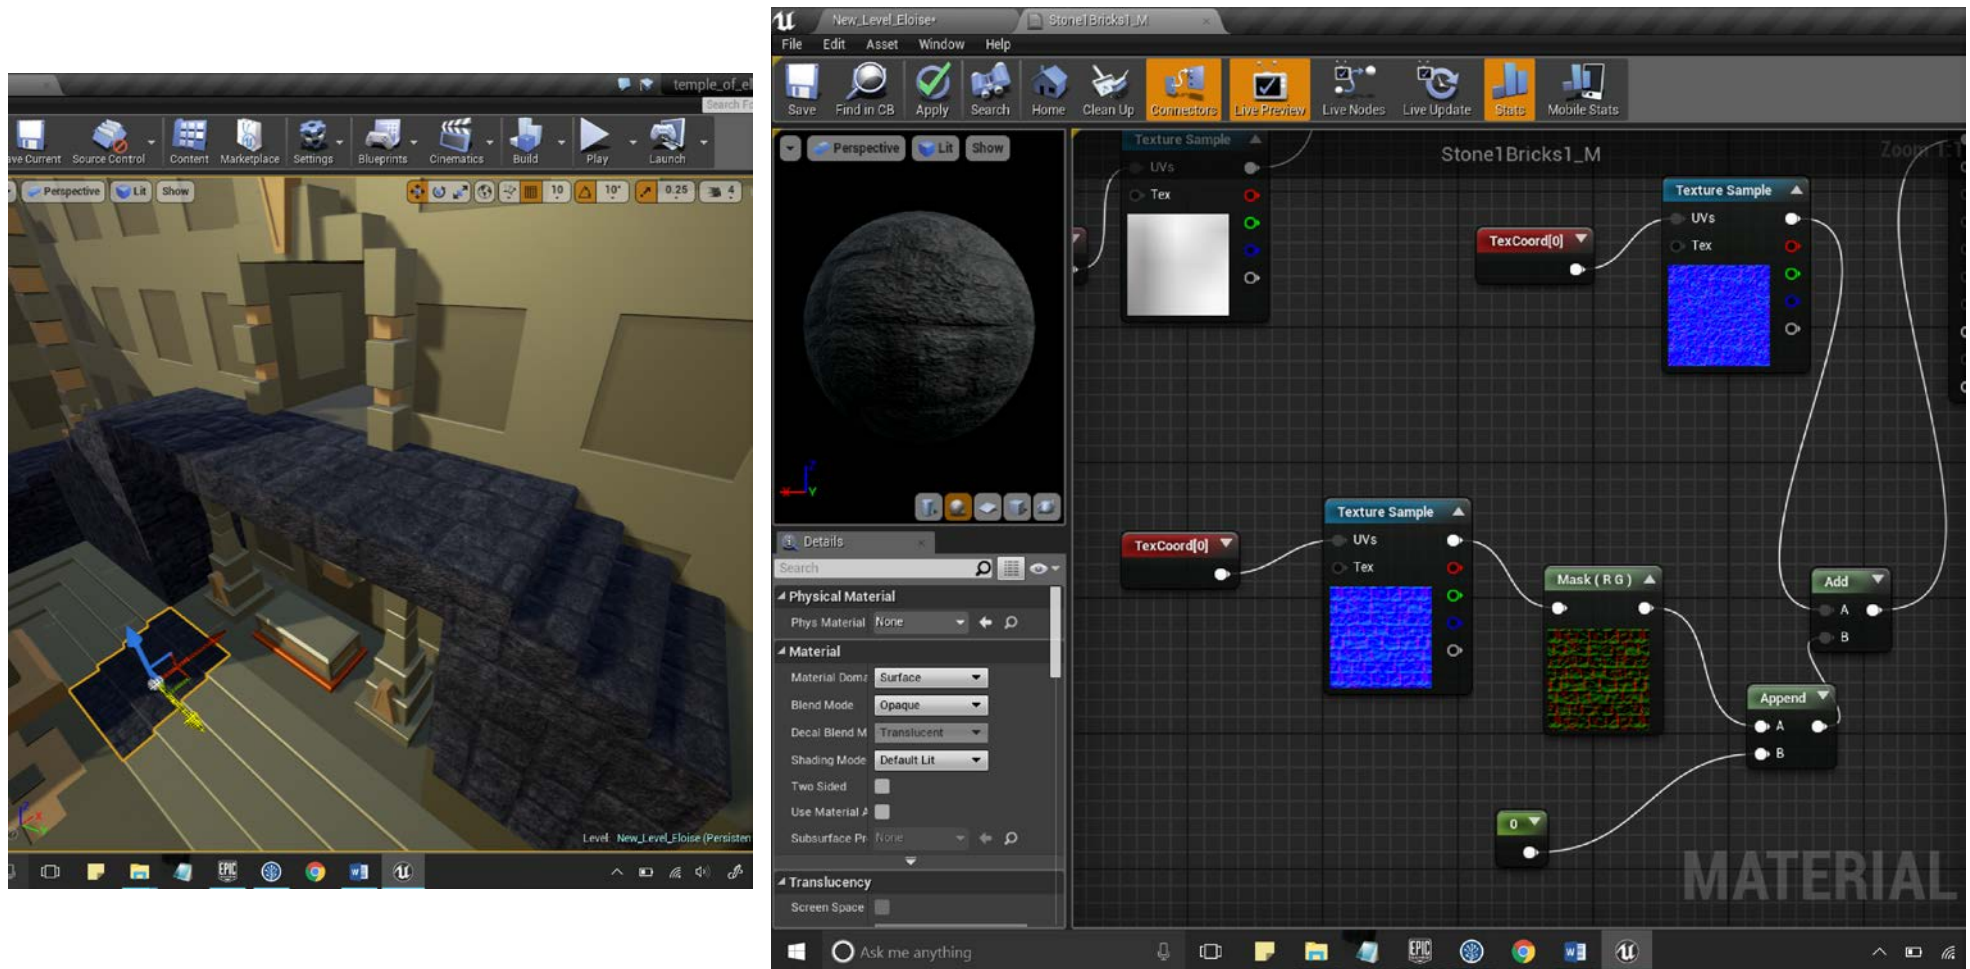 temple_of_el
Search Fo
ve Current Source Control Content Marketplace Settings Blueprints Cinematics Build Play Launch
Perspective Lit Show 10 10° 0.25 4
Level: New_Level_Eloise (Persisten
EPIC
New_Level_Eloise* Stone1Bricks1_M
File Edit Asset Window Help
Save Find in CB Apply Search Home Clean Up Connectors Live Preview Live Nodes Live Update Stats Mobile Stats
Perspective Lit Show
Z
X Y
Details
Search
Physical Material
Phys Material None
Material
Material Doma Surface
Blend Mode Opaque
Decal Blend M Translucent
Shading Mode Default Lit
Two Sided
Use Material A
Subsurface Pr None
Translucency
Screen Space
Stone1Bricks1_M
Zoom 1:1
Texture Sample
UVs
Tex
TexCoord[0]
Texture Sample
UVs
Tex
TexCoord[0]
Texture Sample
UVs
Tex
Mask ( R G )
Add
A
B
Append
A
B
0
MATERIAL
Ask me anything
EPIC